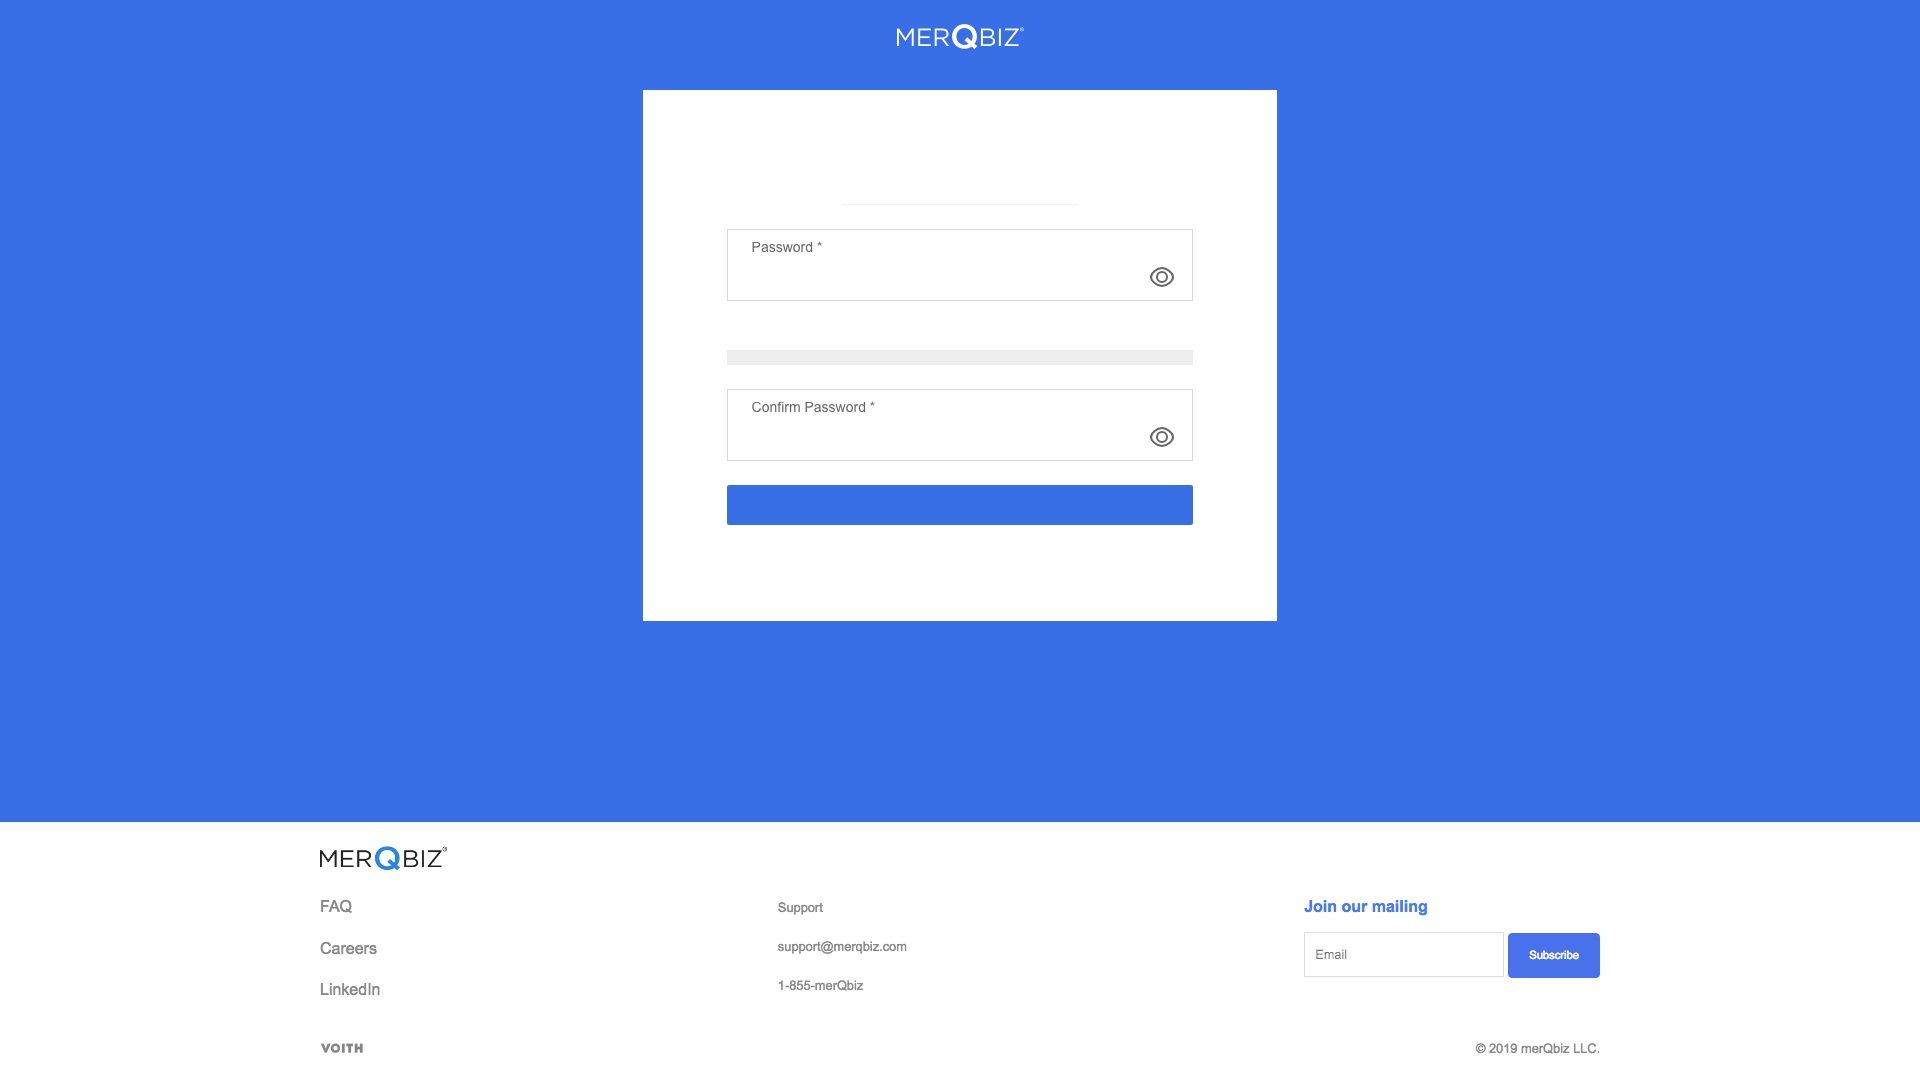 MERQBIZ®
Password *
Confirm Password *
MERQBIZ®
FAQ
Careers
LinkedIn
Support
support@merqbiz.com
1-855-merQbiz
Join our mailing
Email
Subscribe
VOITH
© 2019 merQbiz LLC.